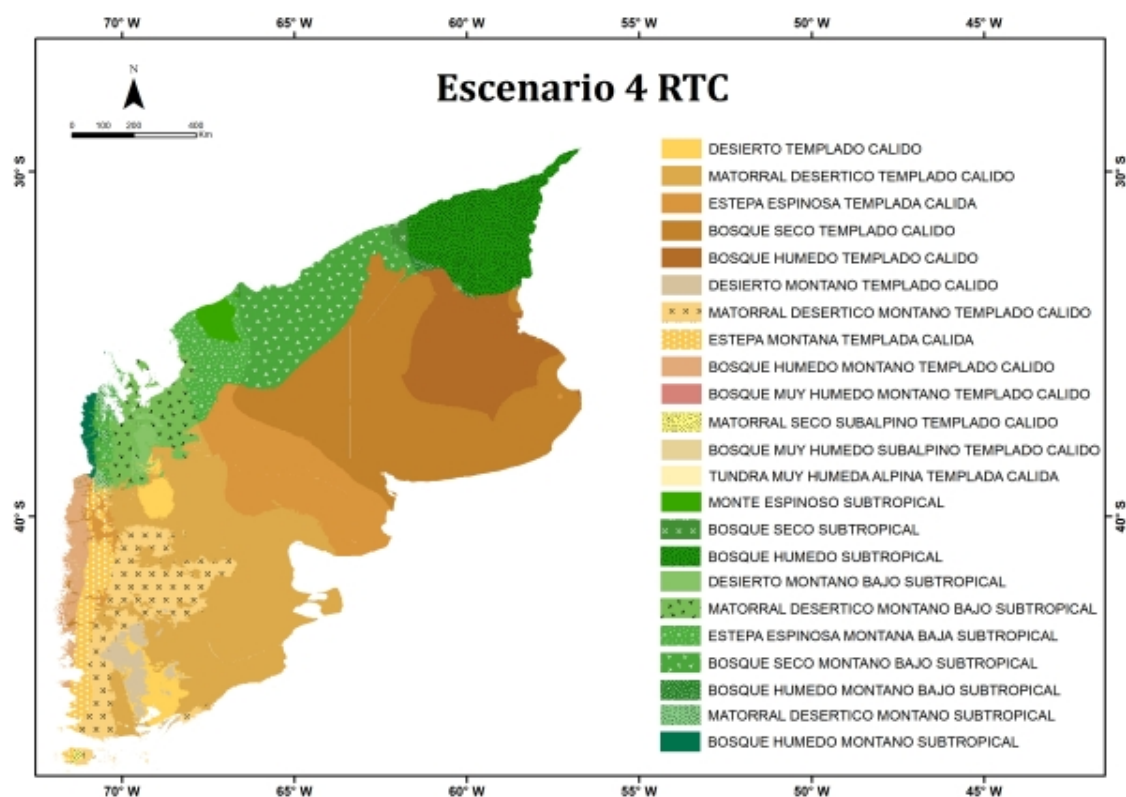 70° W 65° W 60° W 55° W 50° W 45° W
Escenario 4 RTC
N
0 100 200 400
Km
30° S
30° S
40° S
40° S
DESIERTO TEMPLADO CALIDO
MATORRAL DESERTICO TEMPLADO CALIDO
ESTEPA ESPINOSA TEMPLADA CALIDA
BOSQUE SECO TEMPLADO CALIDO
BOSQUE HUMEDO TEMPLADO CALIDO
DESIERTO MONTANO TEMPLADO CALIDO
MATORRAL DESERTICO MONTANO TEMPLADO CALIDO
ESTEPA MONTANA TEMPLADA CALIDA
BOSQUE HUMEDO MONTANO TEMPLADO CALIDO
BOSQUE MUY HUMEDO MONTANO TEMPLADO CALIDO
MATORRAL SECO SUBALPINO TEMPLADO CALIDO
BOSQUE MUY HUMEDO SUBALPINO TEMPLADO CALIDO
TUNDRA MUY HUMEDA ALPINA TEMPLADA CALIDA
MONTE ESPINOSO SUBTROPICAL
BOSQUE SECO SUBTROPICAL
BOSQUE HUMEDO SUBTROPICAL
DESIERTO MONTANO BAJO SUBTROPICAL
MATORRAL DESERTICO MONTANO BAJO SUBTROPICAL
ESTEPA ESPINOSA MONTANA BAJA SUBTROPICAL
BOSQUE SECO MONTANO BAJO SUBTROPICAL
BOSQUE HUMEDO MONTANO BAJO SUBTROPICAL
MATORRAL DESERTICO MONTANO SUBTROPICAL
BOSQUE HUMEDO MONTANO SUBTROPICAL
70° W 65° W 60° W 55° W 50° W 45° W